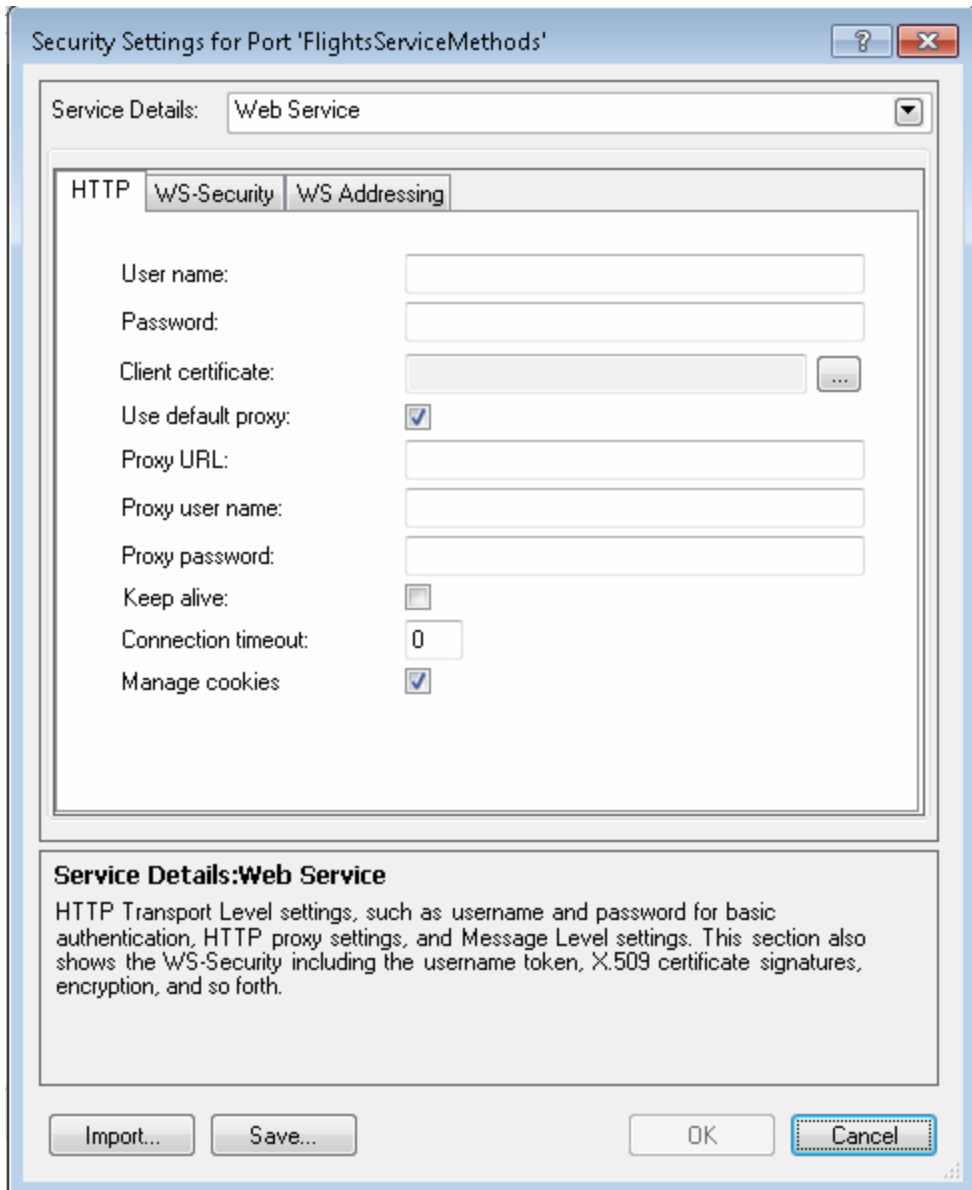 Security Settings for Port 'FlightsServiceMethods'
?
Service Details: Web Service
HTTP WS-Security WS Addressing
User name:
Password:
Client certificate: ...
Use default proxy:
Proxy URL:
Proxy user name:
Proxy password:
Keep alive:
Connection timeout: 0
Manage cookies
Service Details:Web Service
HTTP Transport Level settings, such as username and password for basic
authentication, HTTP proxy settings, and Message Level settings. This section also
shows the WS-Security including the username token, X.509 certificate signatures,
encryption, and so forth.
Import... Save... OK Cancel